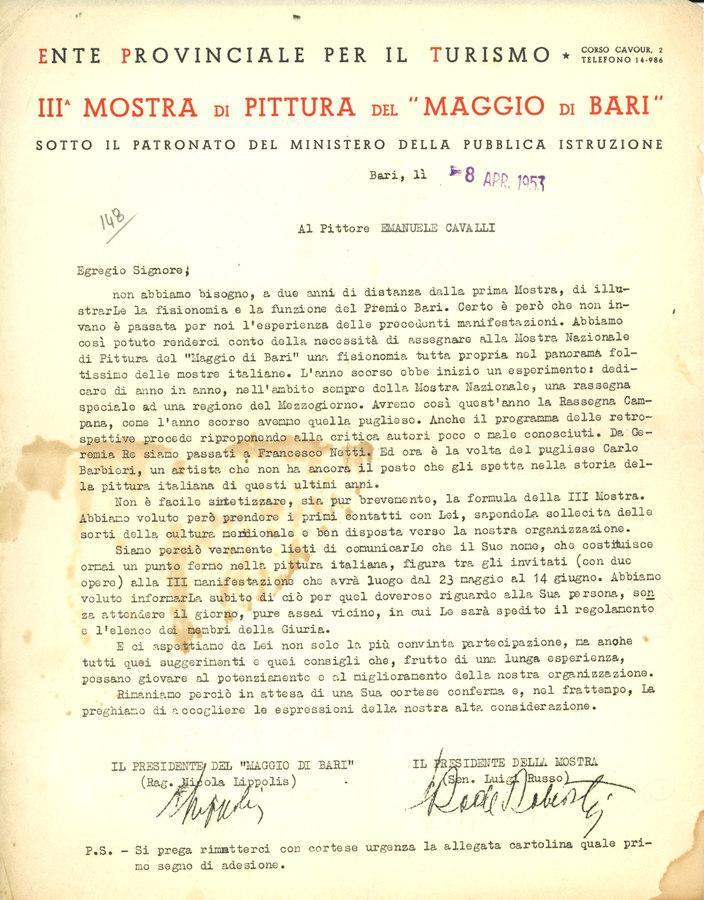 ENTE PROVINCIALE PER IL TURISMO ★ CORSO CAVOUR, 2
TELEFONO 14-986
IIIᴬ MOSTRA DI PITTURA DEL "MAGGIO DI BARI"
SOTTO IL PATRONATO DEL MINISTERO DELLA PUBBLICA ISTRUZIONE
Bari, lì 8 APR. 1953
148
Al Pittore EMANUELE CAVALLI
Egregio Signore;
non abbiamo bisogno, a due anni di distanza dalla prima Mostra, di illu-
strarLe la fisionomia e la funzione del Premio Bari. Certo è però che non in-
vano è passata per noi l'esperienza delle precedenti manifestazioni. Abbiamo
così potuto renderci conto della necessità di assegnare alla Mostra Nazionale
di Pittura del "Maggio di Bari" una fisionomia tutta propria nel panorama fol-
tissimo delle mostre italiane. L'anno scorso ebbe inizio un esperimento: dedi-
care di anno in anno, nell'ambito sempre della Mostra Nazionale, una rassegna
speciale ad una regione del Mezzogiorno. Avremo così quest'anno la Rassegna Cam-
pana, come l'anno scorso avemmo quella pugliese. Anche il programma delle retro-
spettive procede riproponendo alla critica autori poco o male conosciuti. Da Ge-
remia Re siamo passati a Francesco Netti. Ed ora è la volta del pugliese Carlo
Barbieri, un artista che non ha ancora il posto che gli spetta nella storia del-
la pittura italiana di questi ultimi anni.
Non è facile sintetizzare, sia pur brevemente, la formula della III Mostra.
Abbiamo voluto però prendere i primi contatti con Lei, sapendoLa sollecita delle
sorti della cultura meridionale e ben disposta verso la nostra organizzazione.
Siamo perciò veramente lieti di comunicarLe che il Suo nome, che costituisce
ormai un punto fermo nella pittura italiana, figura tra gli invitati (con due
opere) alla III manifestazione che avrà luogo dal 23 maggio al 14 giugno. Abbiamo
voluto informarLa subito di ciò per quel doveroso riguardo alla Sua persona, sen
za attendere il giorno, pure assai vicino, in cui Le sarà spedito il regolamento
e l'elenco dei membri della Giuria.
E ci aspettiamo da Lei non solo la più convinta partecipazione, ma anche
tutti quei suggerimenti e quei consigli che, frutto di una lunga esperienza,
possano giovare al potenziamento e al miglioramento della nostra organizzazione.
Rimaniamo perciò in attesa di una Sua cortese conferma e, nel frattempo, La
preghiamo di accogliere le espressioni della nostra alta considerazione.
IL PRESIDENTE DEL "MAGGIO DI BARI"
(Rag. Nicola Lippolis)
IL PRESIDENTE DELLA MOSTRA
(Sen. Luigi Russo)
P.S. - Si prega rimetterci con cortese urgenza la allegata cartolina quale pri-
mo segno di adesione.